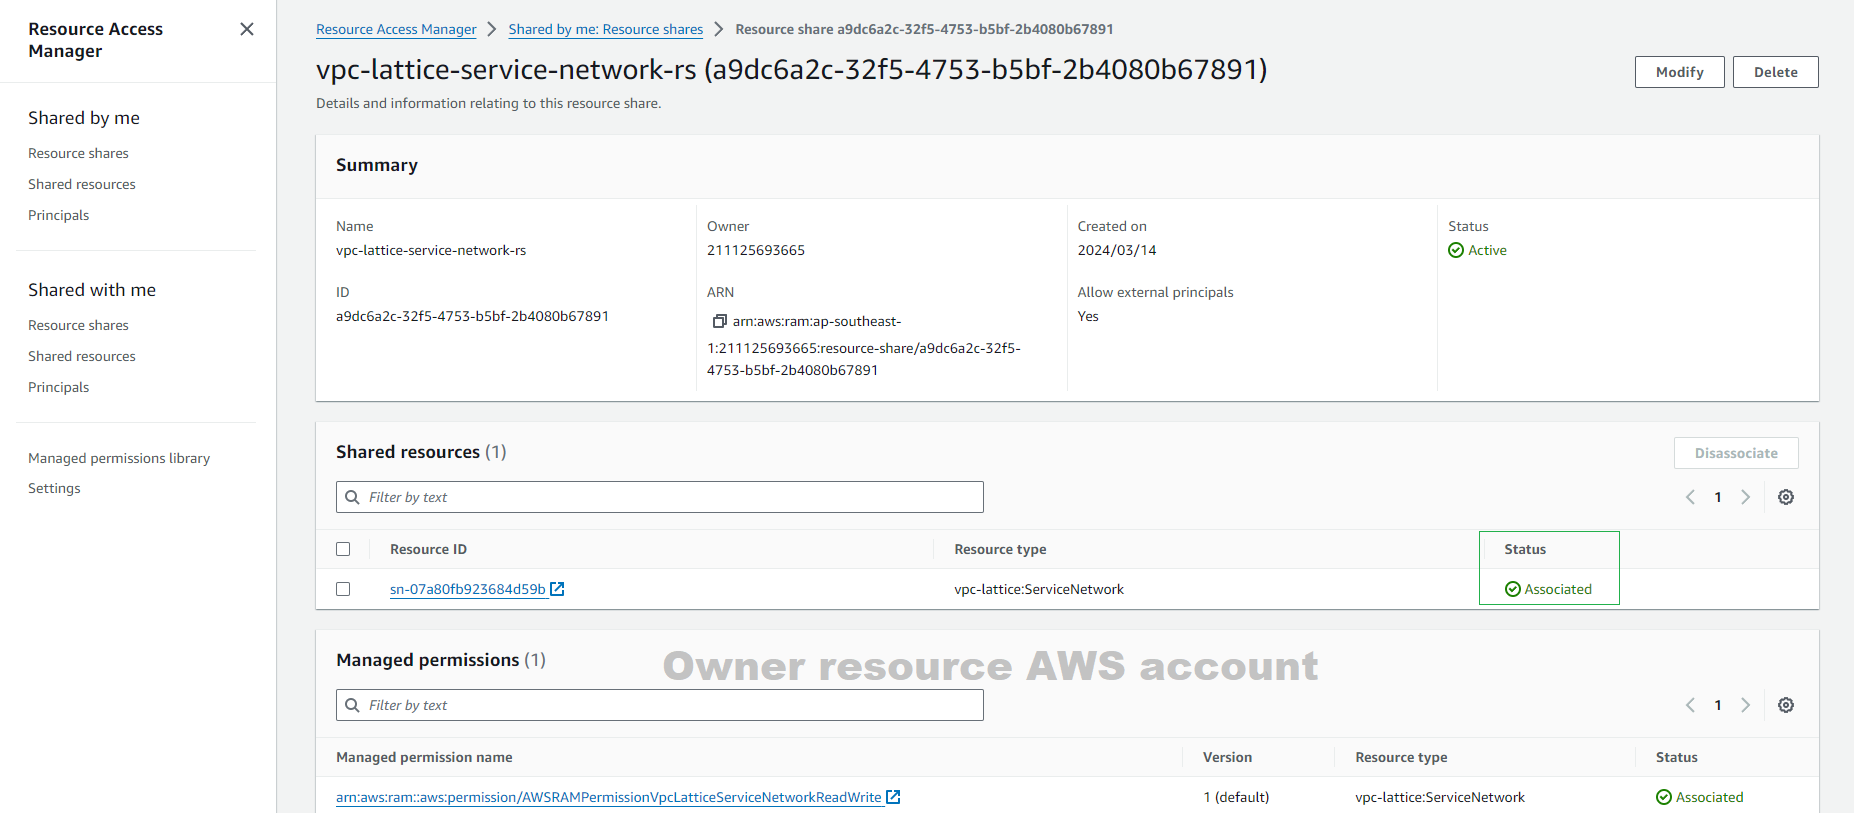 Resource Access
Manager
Shared by me
Resource shares
Shared resources
Principals
Shared with me
Resource shares
Shared resources
Principals
Managed permissions library
Settings
Resource Access Manager > Shared by me: Resource shares > Resource share a9dc6a2c-32f5-4753-b5bf-2b4080b67891
vpc-lattice-service-network-rs (a9dc6a2c-32f5-4753-b5bf-2b4080b67891)
Modify Delete
Details and information relating to this resource share.
Summary
Name
vpc-lattice-service-network-rs
ID
a9dc6a2c-32f5-4753-b5bf-2b4080b67891
Owner
211125693665
ARN
arn:aws:ram:ap-southeast-
1:211125693665:resource-share/a9dc6a2c-32f5-
4753-b5bf-2b4080b67891
Created on
2024/03/14
Allow external principals
Yes
Status
Active
Shared resources (1)
Disassociate
Filter by text
1
Resource ID Resource type Status
sn-07a80fb923684d59b vpc-lattice:ServiceNetwork Associated
Managed permissions (1)
Owner resource AWS account
Filter by text
1
Managed permission name Version Resource type Status
arn:aws:ram::aws:permission/AWSRAMPermissionVpcLatticeServiceNetworkReadWrite 1 (default) vpc-lattice:ServiceNetwork Associated